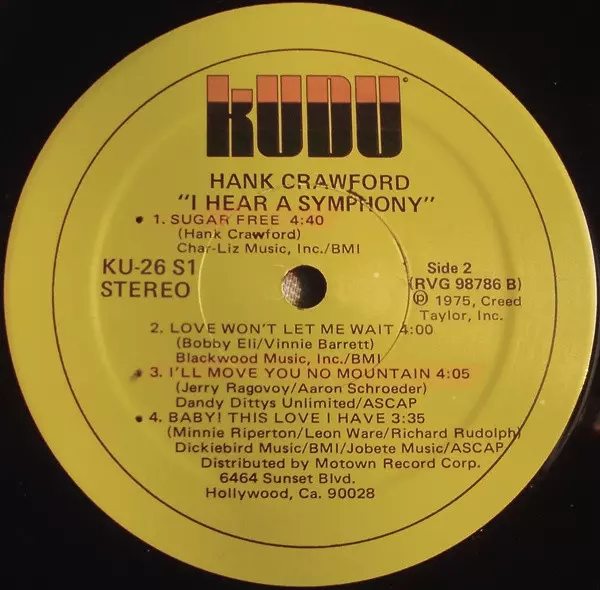 KUDU
HANK CRAWFORD
"I HEAR A SYMPHONY"
• 1. SUGAR FREE 4:40
(Hank Crawford)
Char-Liz Music, Inc./BMI
KU-26 S1
STEREO
Side 2
(RVG 98786 B)
℗ 1975, Creed
Taylor, Inc.
2. LOVE WON'T LET ME WAIT 4:00
(Bobby Eli/Vinnie Barrett)
Blackwood Music, Inc./BMI
• 3. I'LL MOVE YOU NO MOUNTAIN 4:05
(Jerry Ragovoy/Aaron Schroeder)
Dandy Dittys Unlimited/ASCAP
• 4. BABY! THIS LOVE I HAVE 3:35
(Minnie Riperton/Leon Ware/Richard Rudolph)
Dickiebird Music/BMI/Jobete Music/ASCAP
Distributed by Motown Record Corp.
6464 Sunset Blvd.
Hollywood, Ca. 90028